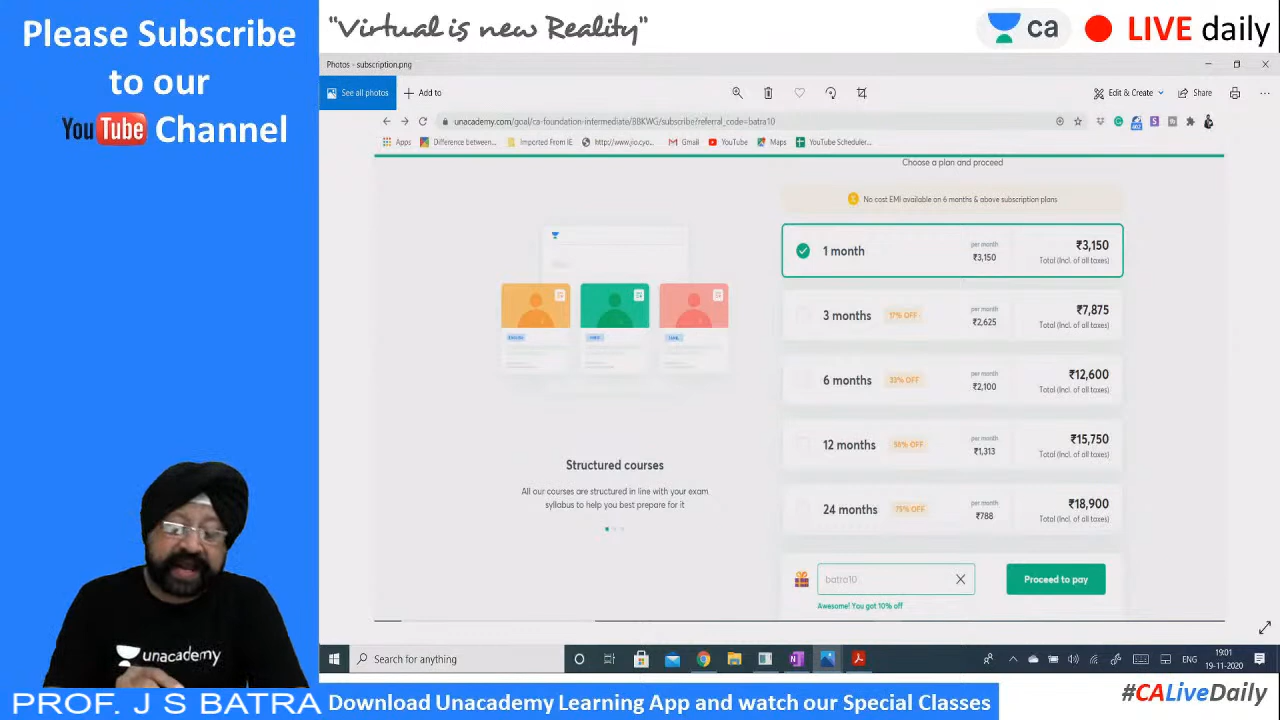 Please Subscribe
to our
YouTube Channel
"Virtual is new Reality"
ca
LIVE daily
Photos - subscription.png
See all photos
Add to
Edit & Create
Share
unacademy.com/goal/ca-foundation-intermediate/BBKWG/subscribe?referral_code=batra10
Apps
Difference between...
Imported From IE
http://www.jio.cyo...
Gmail
YouTube
Maps
YouTube Scheduler...
Choose a plan and proceed
No cost EMI available on 6 months & above subscription plans
1 month
per month
₹3,150
₹3,150
Total (Incl. of all taxes)
3 months
17% OFF
per month
₹2,625
₹7,875
Total (Incl. of all taxes)
6 months
33% OFF
per month
₹2,100
₹12,600
Total (Incl. of all taxes)
12 months
58% OFF
per month
₹1,313
₹15,750
Total (Incl. of all taxes)
24 months
75% OFF
per month
₹788
₹18,900
Total (Incl. of all taxes)
Structured courses
All our courses are structured in line with your exam
syllabus to help you best prepare for it
batra10
Proceed to pay
Awesome! You got 10% off
unacademy
Search for anything
ENG
19:01
19-11-2020
PROF. J S BATRA
Download Unacademy Learning App and watch our Special Classes
#CALiveDaily